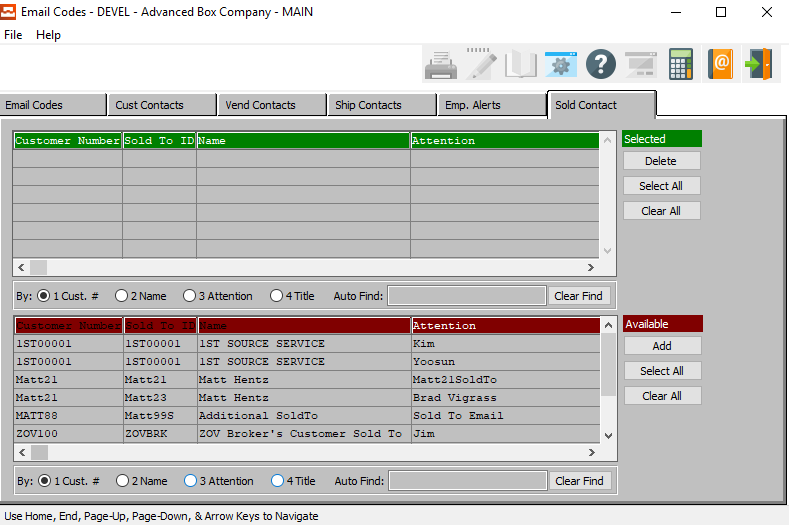 Email Codes - DEVEL - Advanced Box Company - MAIN
File Help
Email Codes Cust Contacts Vend Contacts Ship Contacts Emp. Alerts Sold Contact
Customer Number Sold To ID Name Attention
Selected
Delete
Select All
Clear All
By: 1 Cust. # 2 Name 3 Attention 4 Title Auto Find: Clear Find
Customer Number Sold To ID Name Attention
Available
1ST00001 1ST00001 1ST SOURCE SERVICE Kim
Add
1ST00001 1ST00001 1ST SOURCE SERVICE Yoosun
Select All
Matt21 Matt21 Matt Hentz Matt21SoldTo
Matt21 Matt23 Matt Hentz Brad Vigrass
Clear All
MATT88 Matt99S Additional SoldTo Sold To Email
ZOV100 ZOVBRK ZOV Broker's Customer Sold To Jim
By: 1 Cust. # 2 Name 3 Attention 4 Title Auto Find: Clear Find
Use Home, End, Page-Up, Page-Down, & Arrow Keys to Navigate